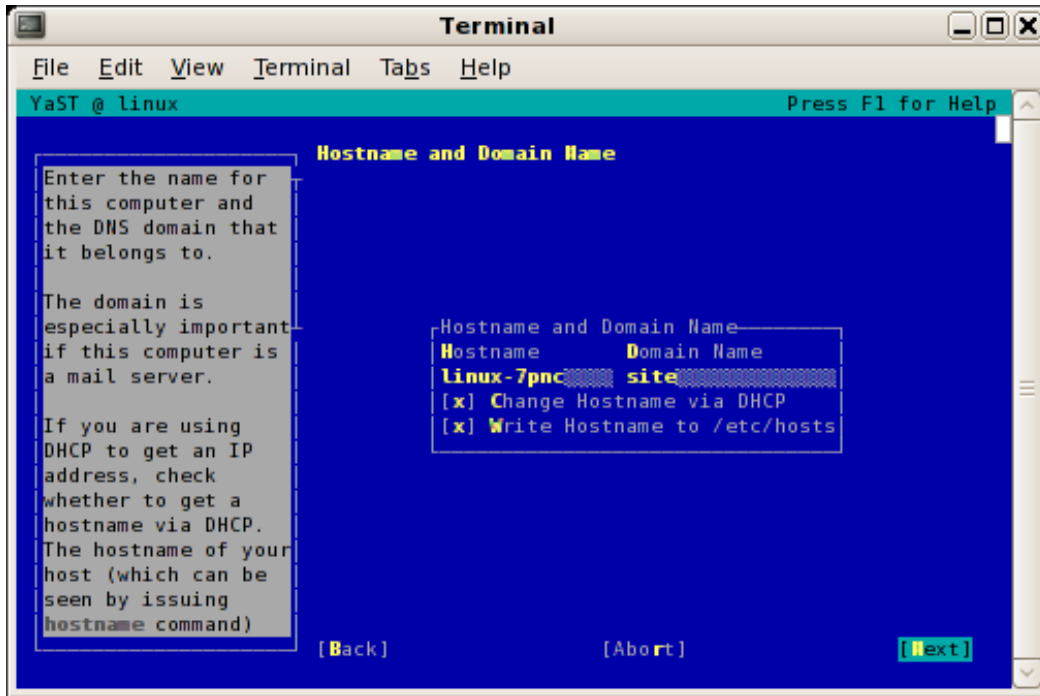 Terminal
File Edit View Terminal Tabs Help
YaST @ linux Press F1 for Help
Hostname and Domain Name
Enter the name for
this computer and
the DNS domain that
it belongs to.
The domain is
especially important
if this computer is
a mail server.
If you are using
DHCP to get an IP
address, check
whether to get a
hostname via DHCP.
The hostname of your
host (which can be
seen by issuing
hostname command)
Hostname and Domain Name
Hostname Domain Name
linux-7pnc site
[x] Change Hostname via DHCP
[x] Write Hostname to /etc/hosts
[Back] [Abort] [Next]